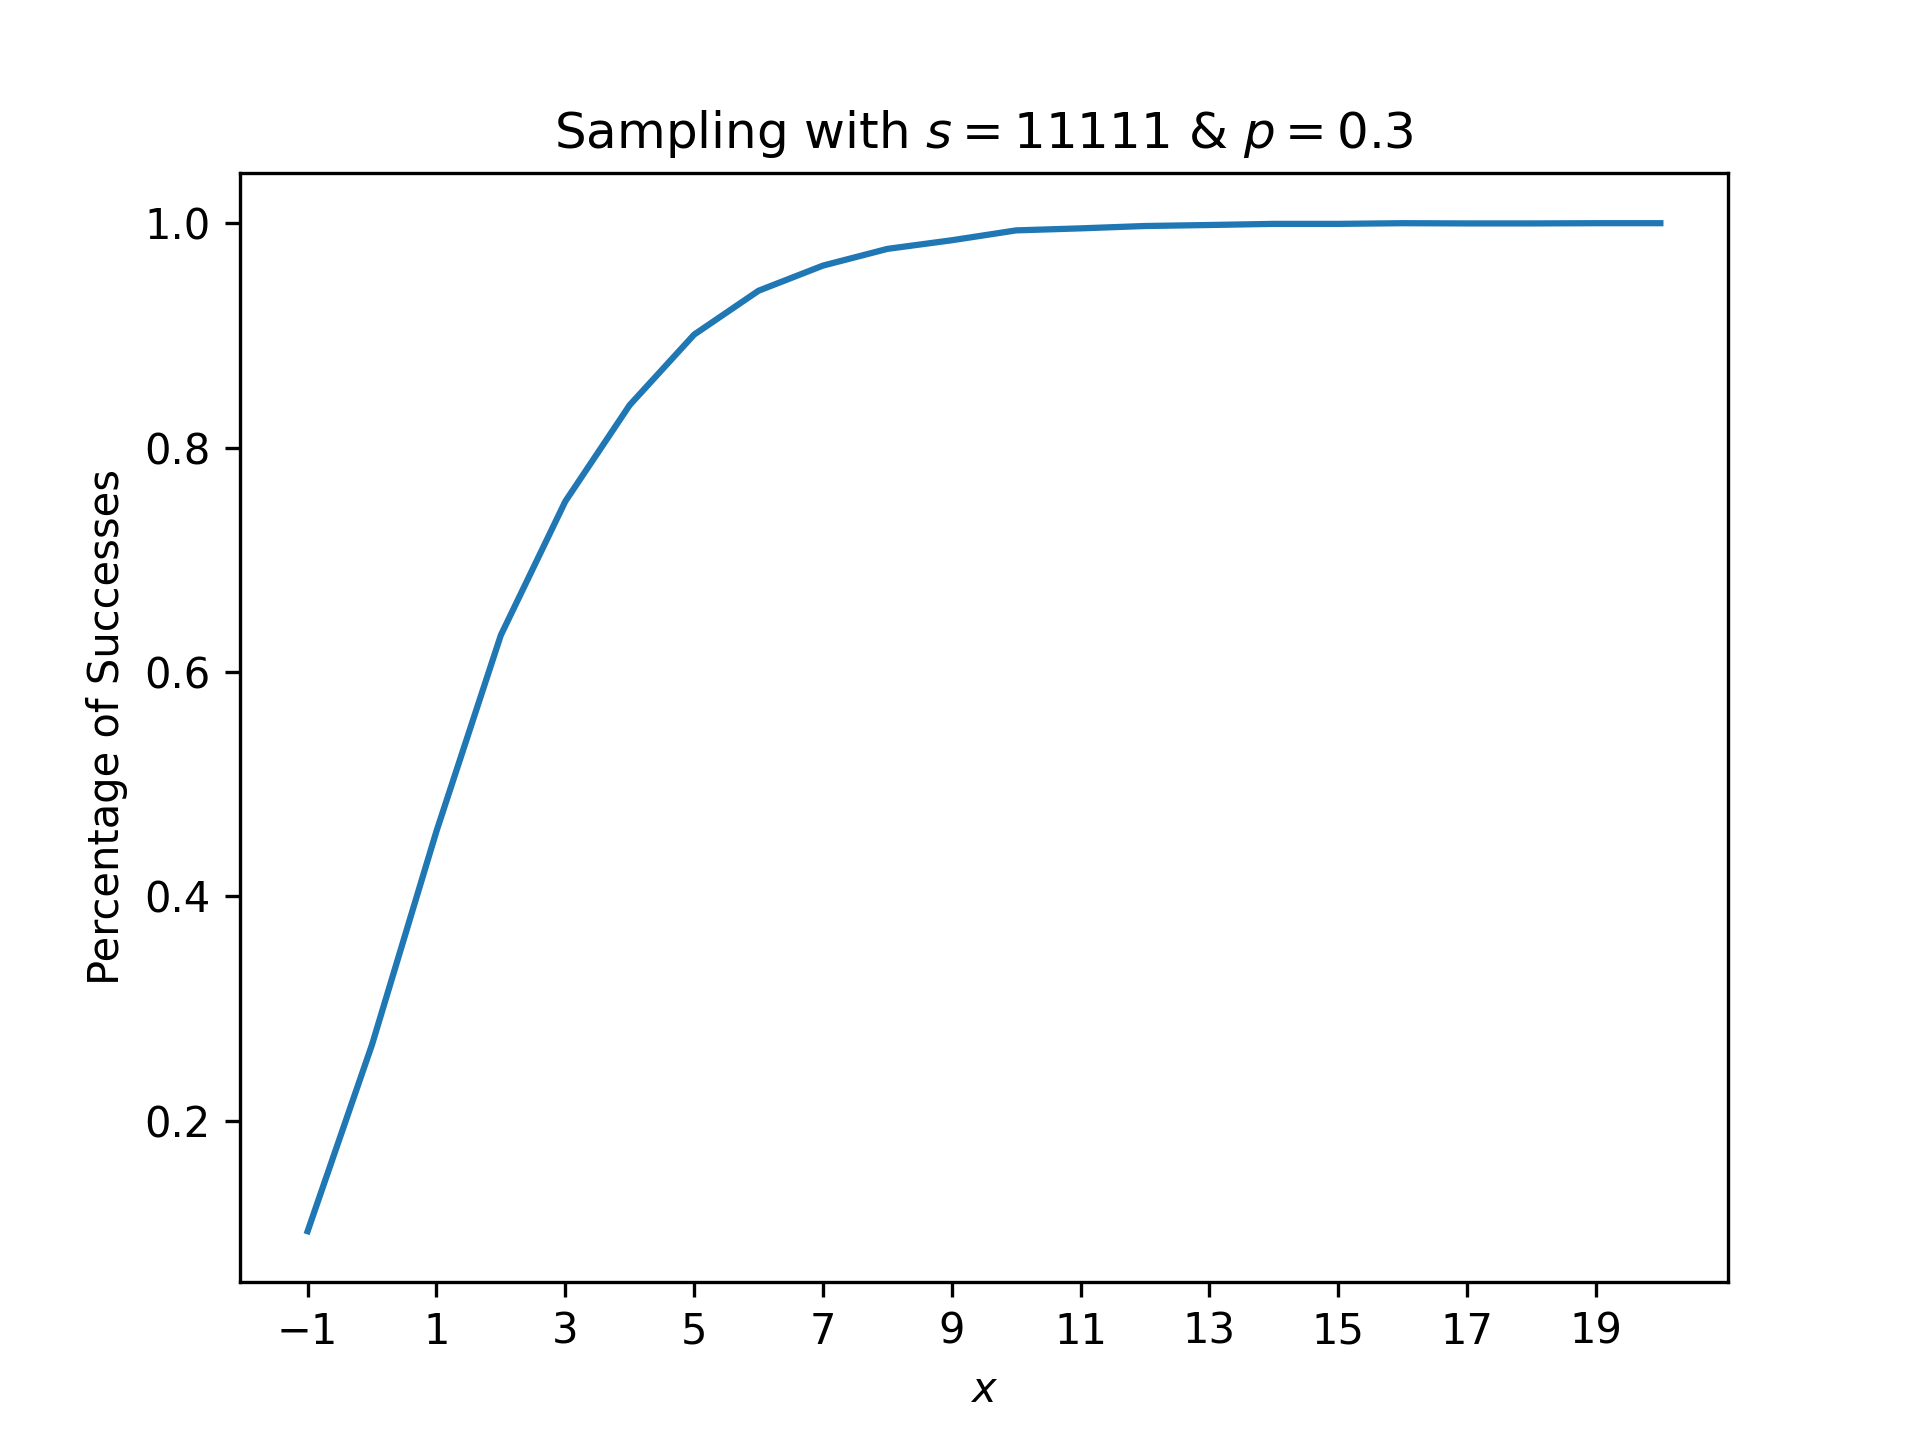 Sampling with s = 11111 & p = 0.3
1.0
0.8
0.6
0.4
0.2
Percentage of Successes
−1 1 3 5 7 9 11 13 15 17 19
x